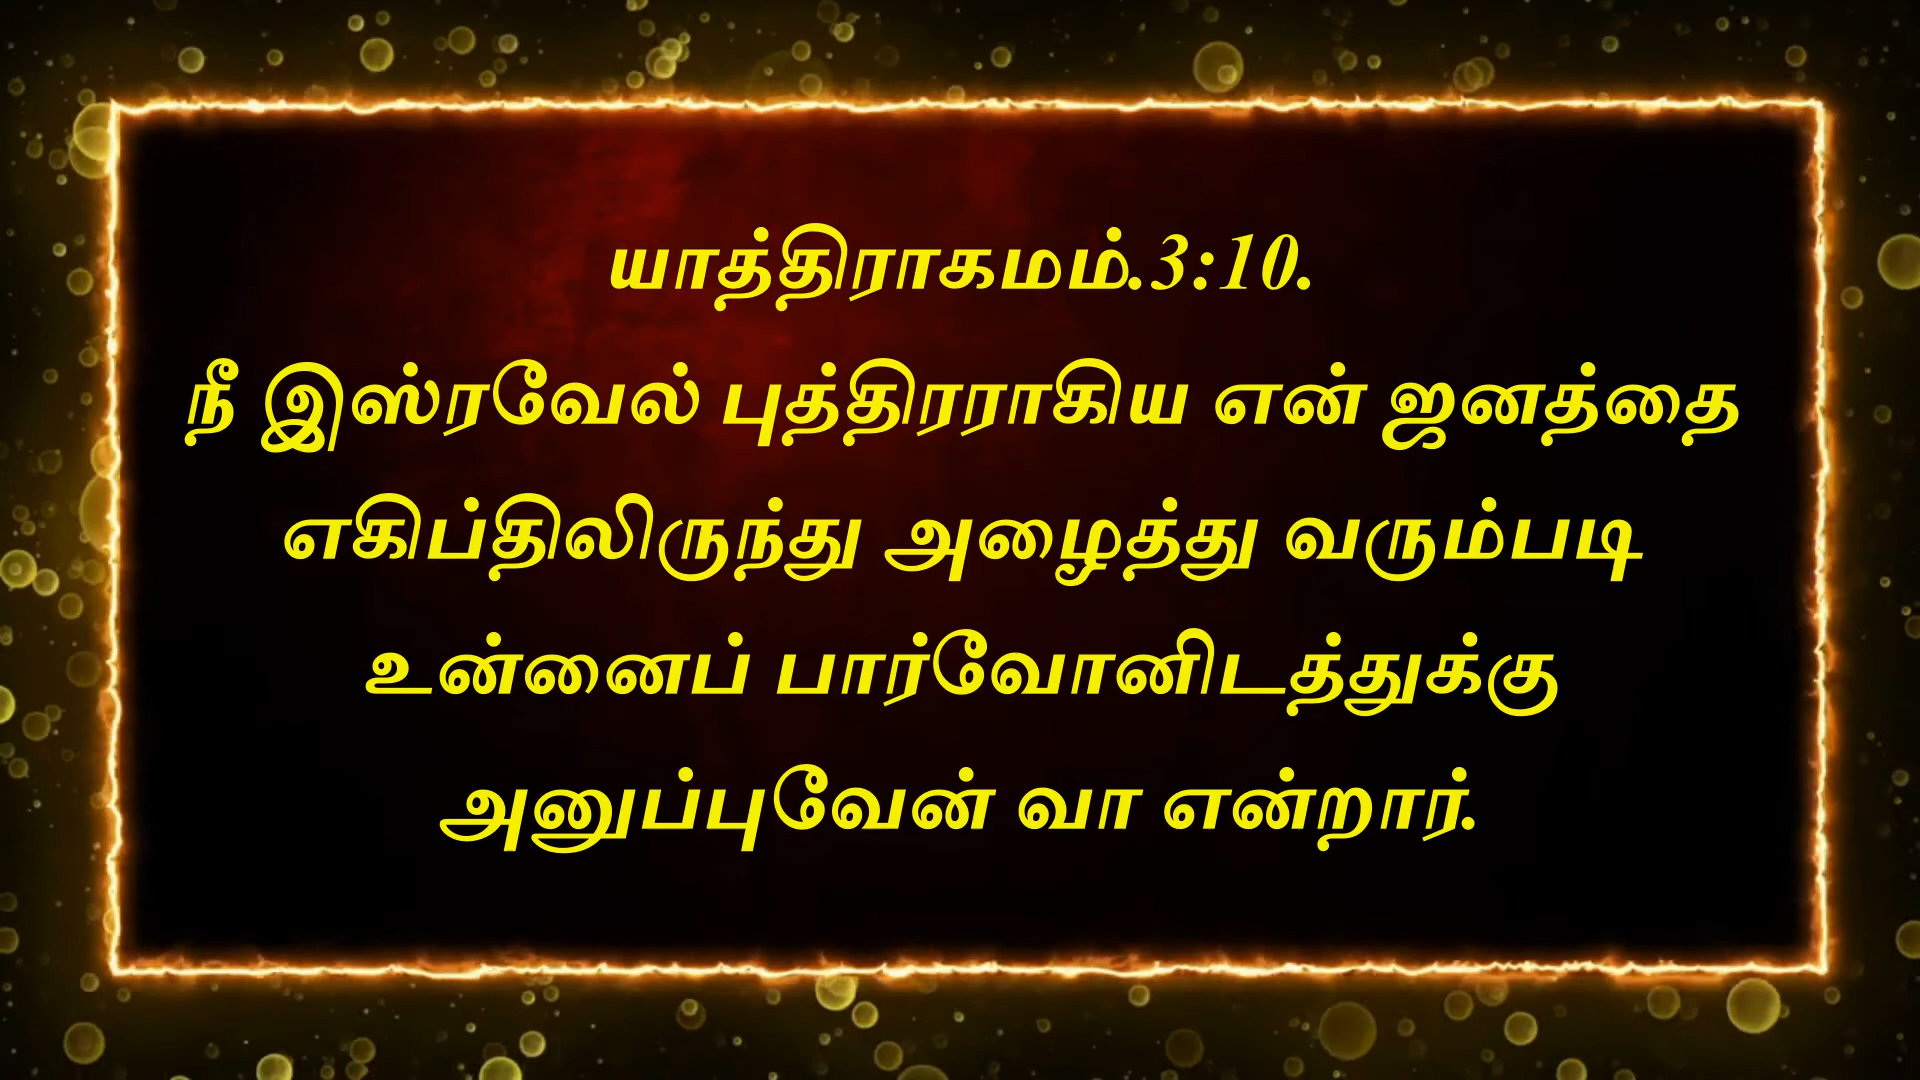 யாத்திராகமம்.3:10.
நீ இஸ்ரவேல் புத்திரராகிய என் ஜனத்தை
எகிப்திலிருந்து அழைத்து வரும்படி
உன்னைப் பார்வோனிடத்துக்கு
அனுப்புவேன் வா என்றார்.